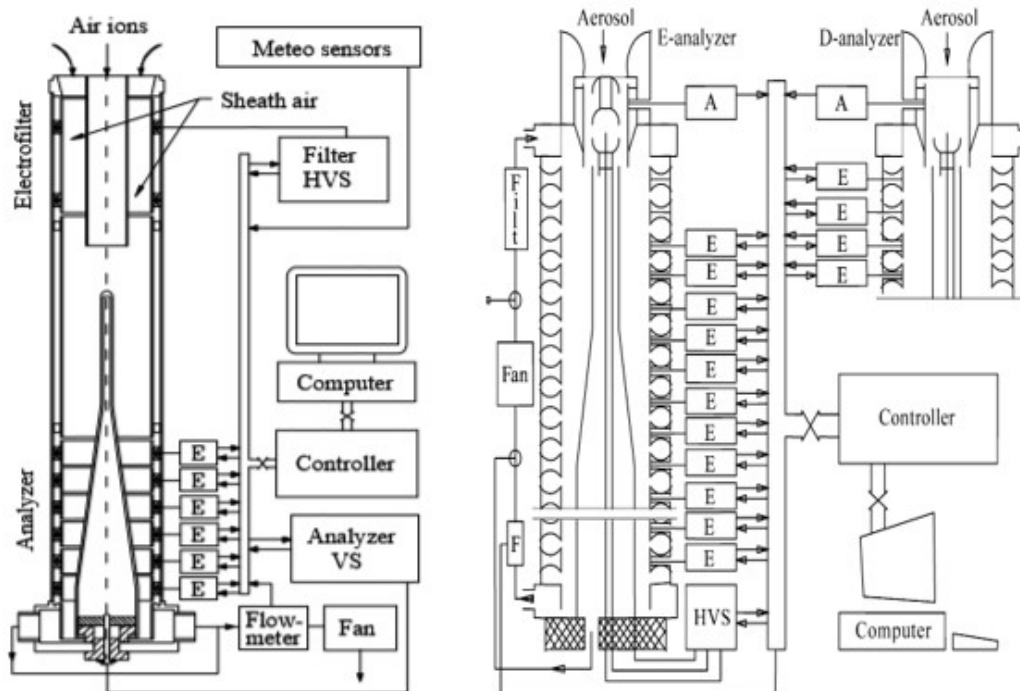 Air ions
Meteo sensors
Sheath air
Electrofilter
Filter
HVS
Computer
Controller
Analyzer
E
E
E
E
E
E
Analyzer
VS
Flow-
meter
Fan
Aerosol
E-analyzer
D-analyzer
Aerosol
A
A
Filt
E
E
E
E
E
E
E
E
E
E
E
E
E
E
Fan
Controller
F
HVS
Computer